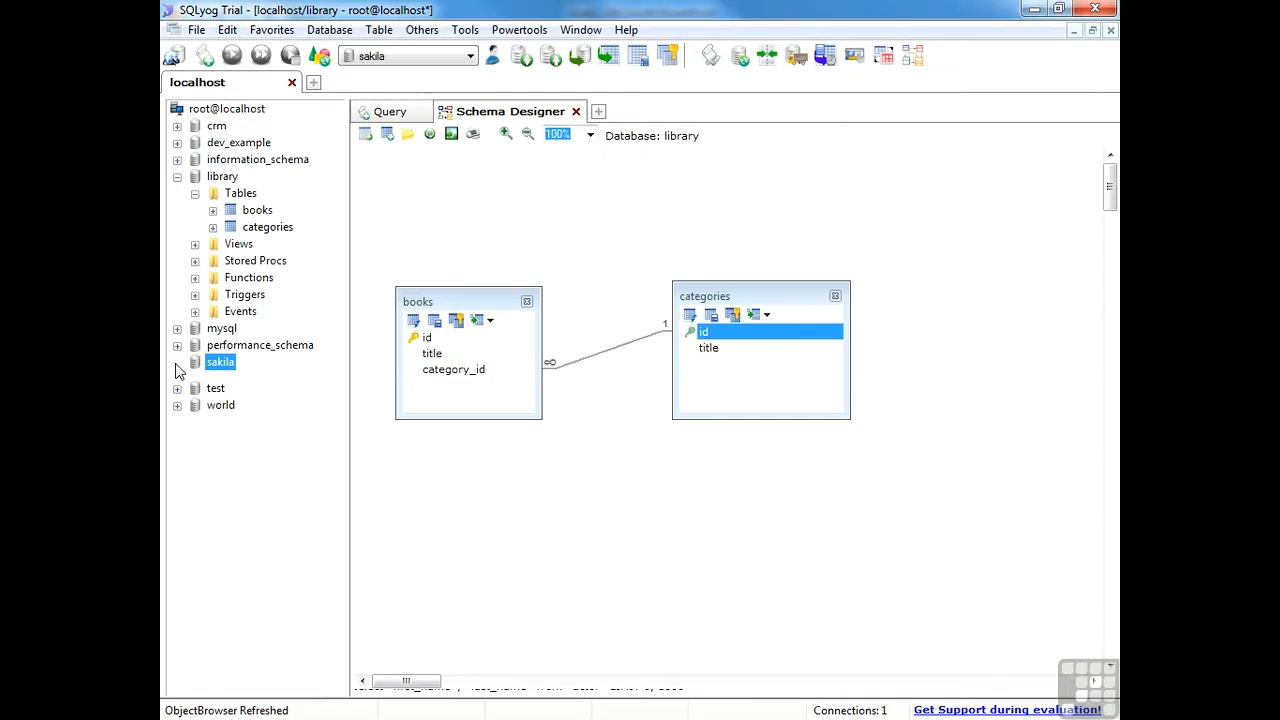 SQLyog Trial - [localhost/library - root@localhost*]
File Edit Favorites Database Table Others Tools Powertools Window Help
sakila
localhost
root@localhost
crm
dev_example
information_schema
library
Tables
books
categories
Views
Stored Procs
Functions
Triggers
Events
mysql
performance_schema
sakila
test
world
Query Schema Designer
100% Database: library
books
id
title
category_id
∞
1
categories
id
title
ObjectBrowser Refreshed Connections: 1 Get Support during evaluation!